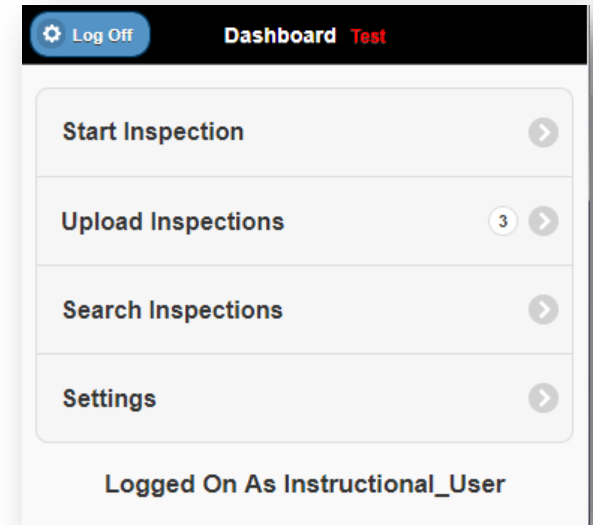 Log Off Dashboard Test
Start Inspection
Upload Inspections 3
Search Inspections
Settings
Logged On As Instructional_User